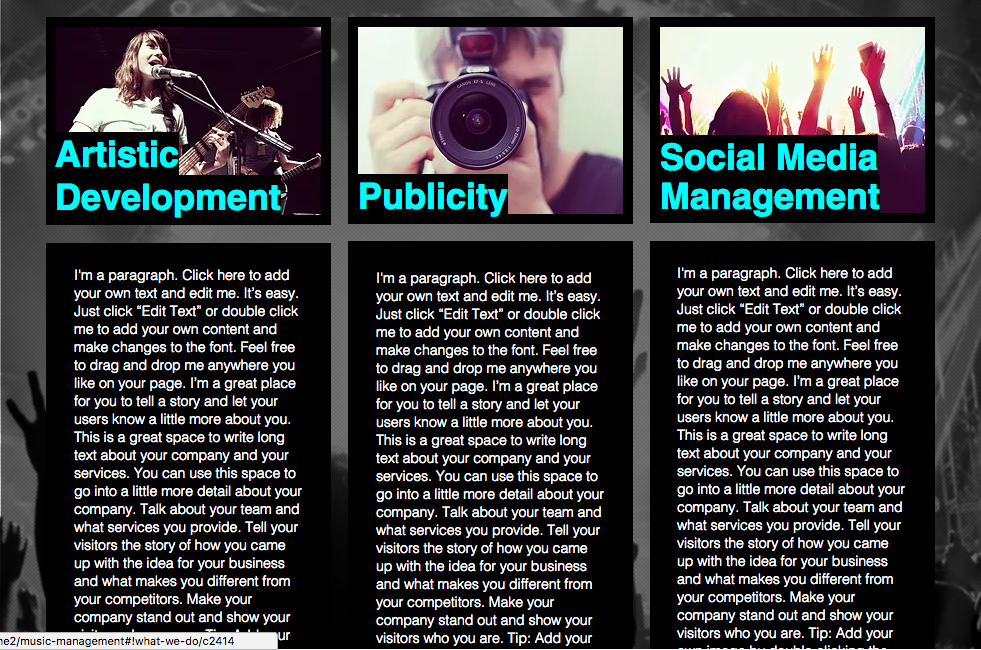 Artistic
Development
Publicity
Social Media
Management
I'm a paragraph. Click here to add
your own text and edit me. It's easy.
Just click “Edit Text” or double click
me to add your own content and
make changes to the font. Feel free
to drag and drop me anywhere you
like on your page. I'm a great place
for you to tell a story and let your
users know a little more about you.
This is a great space to write long
text about your company and your
services. You can use this space to
go into a little more detail about your
company. Talk about your team and
what services you provide. Tell your
visitors the story of how you came
up with the idea for your business
and what makes you different from
your competitors. Make your
company stand out and show your
I'm a paragraph. Click here to add
your own text and edit me. It's easy.
Just click “Edit Text” or double click
me to add your own content and
make changes to the font. Feel free
to drag and drop me anywhere you
like on your page. I'm a great place
for you to tell a story and let your
users know a little more about you.
This is a great space to write long
text about your company and your
services. You can use this space to
go into a little more detail about your
company. Talk about your team and
what services you provide. Tell your
visitors the story of how you came
up with the idea for your business
and what makes you different from
your competitors. Make your
company stand out and show your
visitors who you are. Tip: Add your
I'm a paragraph. Click here to add
your own text and edit me. It's easy.
Just click “Edit Text” or double click
me to add your own content and
make changes to the font. Feel free
to drag and drop me anywhere you
like on your page. I'm a great place
for you to tell a story and let your
users know a little more about you.
This is a great space to write long
text about your company and your
services. You can use this space to
go into a little more detail about your
company. Talk about your team and
what services you provide. Tell your
visitors the story of how you came
up with the idea for your business
and what makes you different from
your competitors. Make your
company stand out and show your
visitors who you are. Tip: Add your
ne2/music-management#!what-we-do/c2414